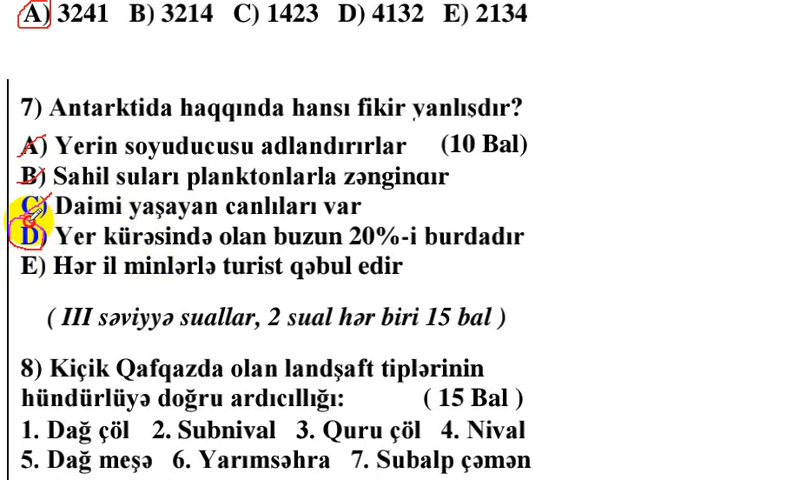 A) 3241 B) 3214 C) 1423 D) 4132 E) 2134
7) Antarktida haqqında hansı fikir yanlışdır?
A) Yerin soyuducusu adlandırırlar (10 Bal)
B) Sahil suları planktonlarla zəngindir
C) Daimi yaşayan canlıları var
D) Yer kürəsində olan buzun 20%-i burdadır
E) Hər il minlərlə turist qəbul edir
( III səviyyə suallar, 2 sual hər biri 15 bal )
8) Kiçik Qafqazda olan landşaft tiplərinin
hündürlüyə doğru ardıcıllığı: ( 15 Bal )
1. Dağ çöl 2. Subnival 3. Quru çöl 4. Nival
5. Dağ meşə 6. Yarımsəhra 7. Subalp çəmən